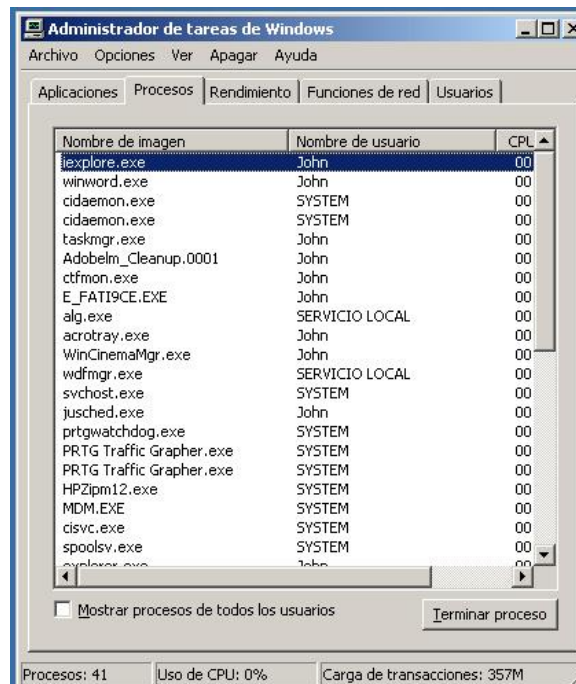 Administrador de tareas de Windows
Archivo Opciones Ver Apagar Ayuda
Aplicaciones Procesos Rendimiento Funciones de red Usuarios
Nombre de imagen Nombre de usuario CPU
iexplore.exe John 00
winword.exe John 00
cidaemon.exe SYSTEM 00
cidaemon.exe SYSTEM 00
taskmgr.exe John 00
Adobelm_Cleanup.0001 John 00
ctfmon.exe John 00
E_FATI9CE.EXE John 00
alg.exe SERVICIO LOCAL 00
acrotray.exe John 00
WinCinemaMgr.exe John 00
wdfmgr.exe SERVICIO LOCAL 00
svchost.exe SYSTEM 00
jusched.exe John 00
prtgwatchdog.exe SYSTEM 00
PRTG Traffic Grapher.exe SYSTEM 00
PRTG Traffic Grapher.exe SYSTEM 00
HPZipm12.exe SYSTEM 00
MDM.EXE SYSTEM 00
cisvc.exe SYSTEM 00
spoolsv.exe SYSTEM 00
explorer.exe John 00
Mostrar procesos de todos los usuarios
Terminar proceso
Procesos: 41 Uso de CPU: 0% Carga de transacciones: 357M